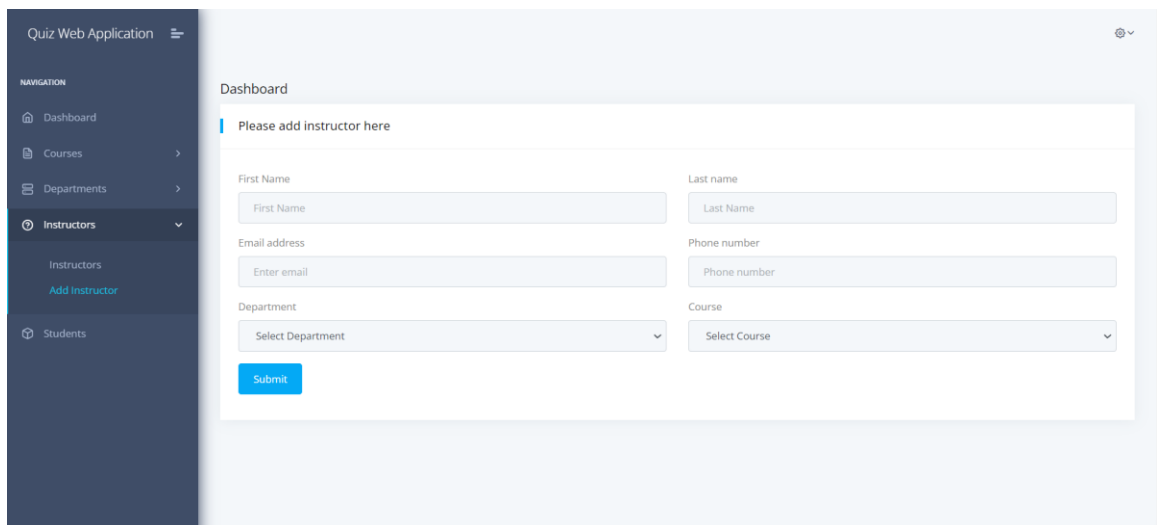 Quiz Web Application
NAVIGATION
Dashboard
Courses
Departments
Instructors
Instructors
Add Instructor
Students
Dashboard
Please add instructor here
First Name
Last name
First Name
Last Name
Email address
Phone number
Enter email
Phone number
Department
Course
Select Department
Select Course
Submit